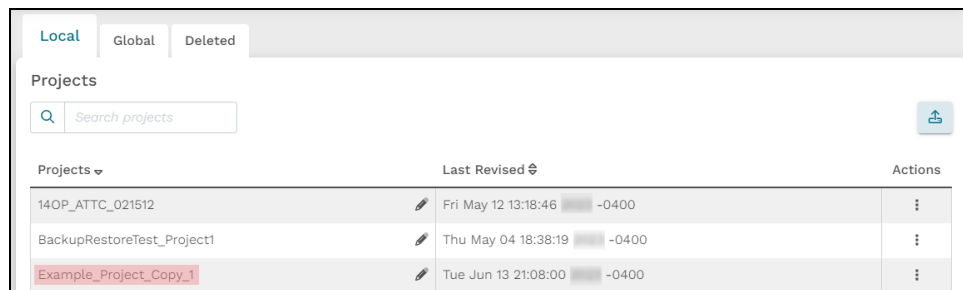 Local Global Deleted
Projects
Search projects
Projects Last Revised Actions
14OP_ATTC_021512 Fri May 12 13:18:46 -0400
BackupRestoreTest_Project1 Thu May 04 18:38:19 -0400
Example_Project_Copy_1 Tue Jun 13 21:08:00 -0400